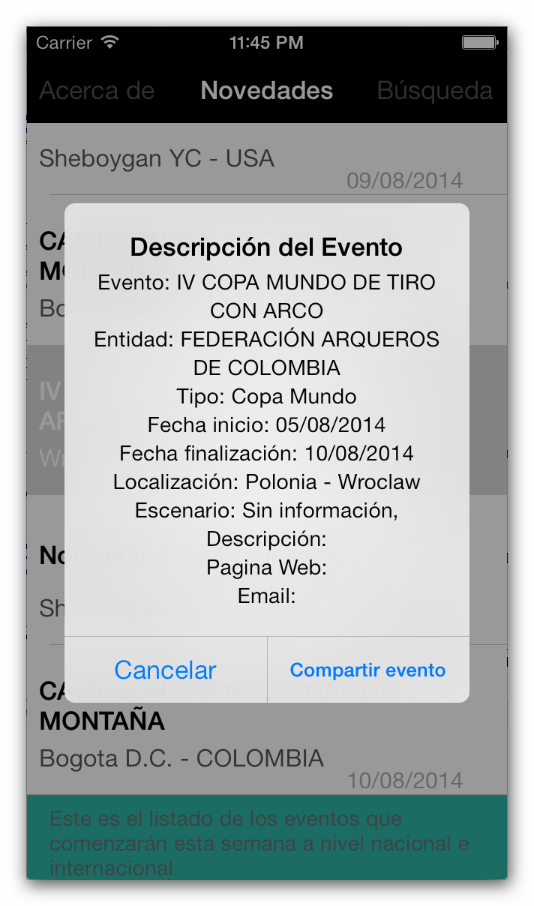 Carrier 11:45 PM
Acerca de Novedades Búsqueda
Sheboygan YC - USA
09/08/2014
Descripción del Evento
Evento: IV COPA MUNDO DE TIRO
CON ARCO
Entidad: FEDERACIÓN ARQUEROS
DE COLOMBIA
Tipo: Copa Mundo
Fecha inicio: 05/08/2014
Fecha finalización: 10/08/2014
Localización: Polonia - Wroclaw
Escenario: Sin información,
Descripción:
Pagina Web:
Email:
Cancelar Compartir evento
MONTAÑA
Bogota D.C. - COLOMBIA
10/08/2014
Este es el listado de los eventos que
comenzarán esta semana a nivel nacional e
internacional